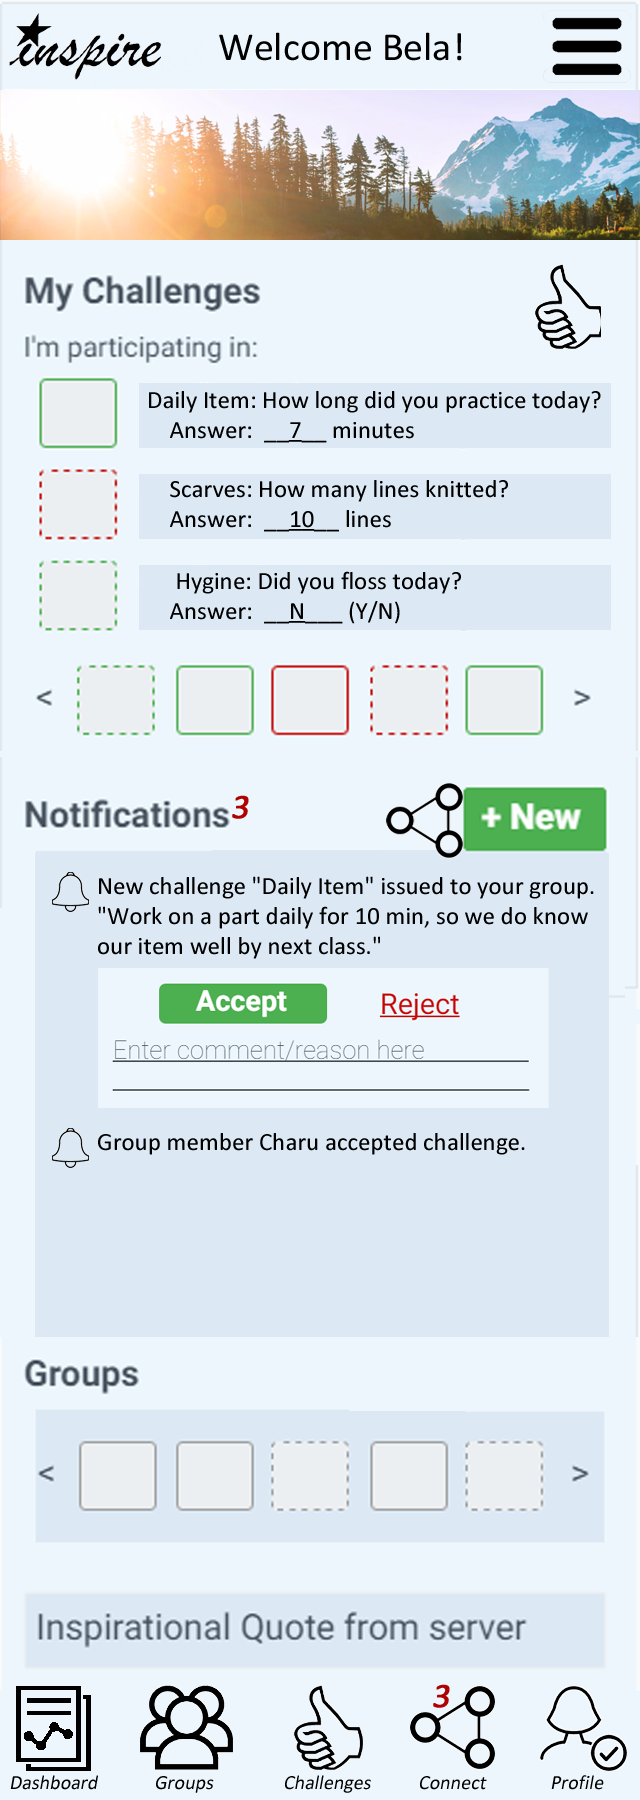 inspire
Welcome Bela!
My Challenges
I'm participating in:
Daily Item: How long did you practice today?
Answer: __7__ minutes
Scarves: How many lines knitted?
Answer: __10__ lines
Hygine: Did you floss today?
Answer: __N___ (Y/N)
< >
Notifications3
+ New
New challenge "Daily Item" issued to your group.
"Work on a part daily for 10 min, so we do know
our item well by next class."
Accept Reject
Enter comment/reason here
Group member Charu accepted challenge.
Groups
< >
Inspirational Quote from server
3
Dashboard Groups Challenges Connect Profile